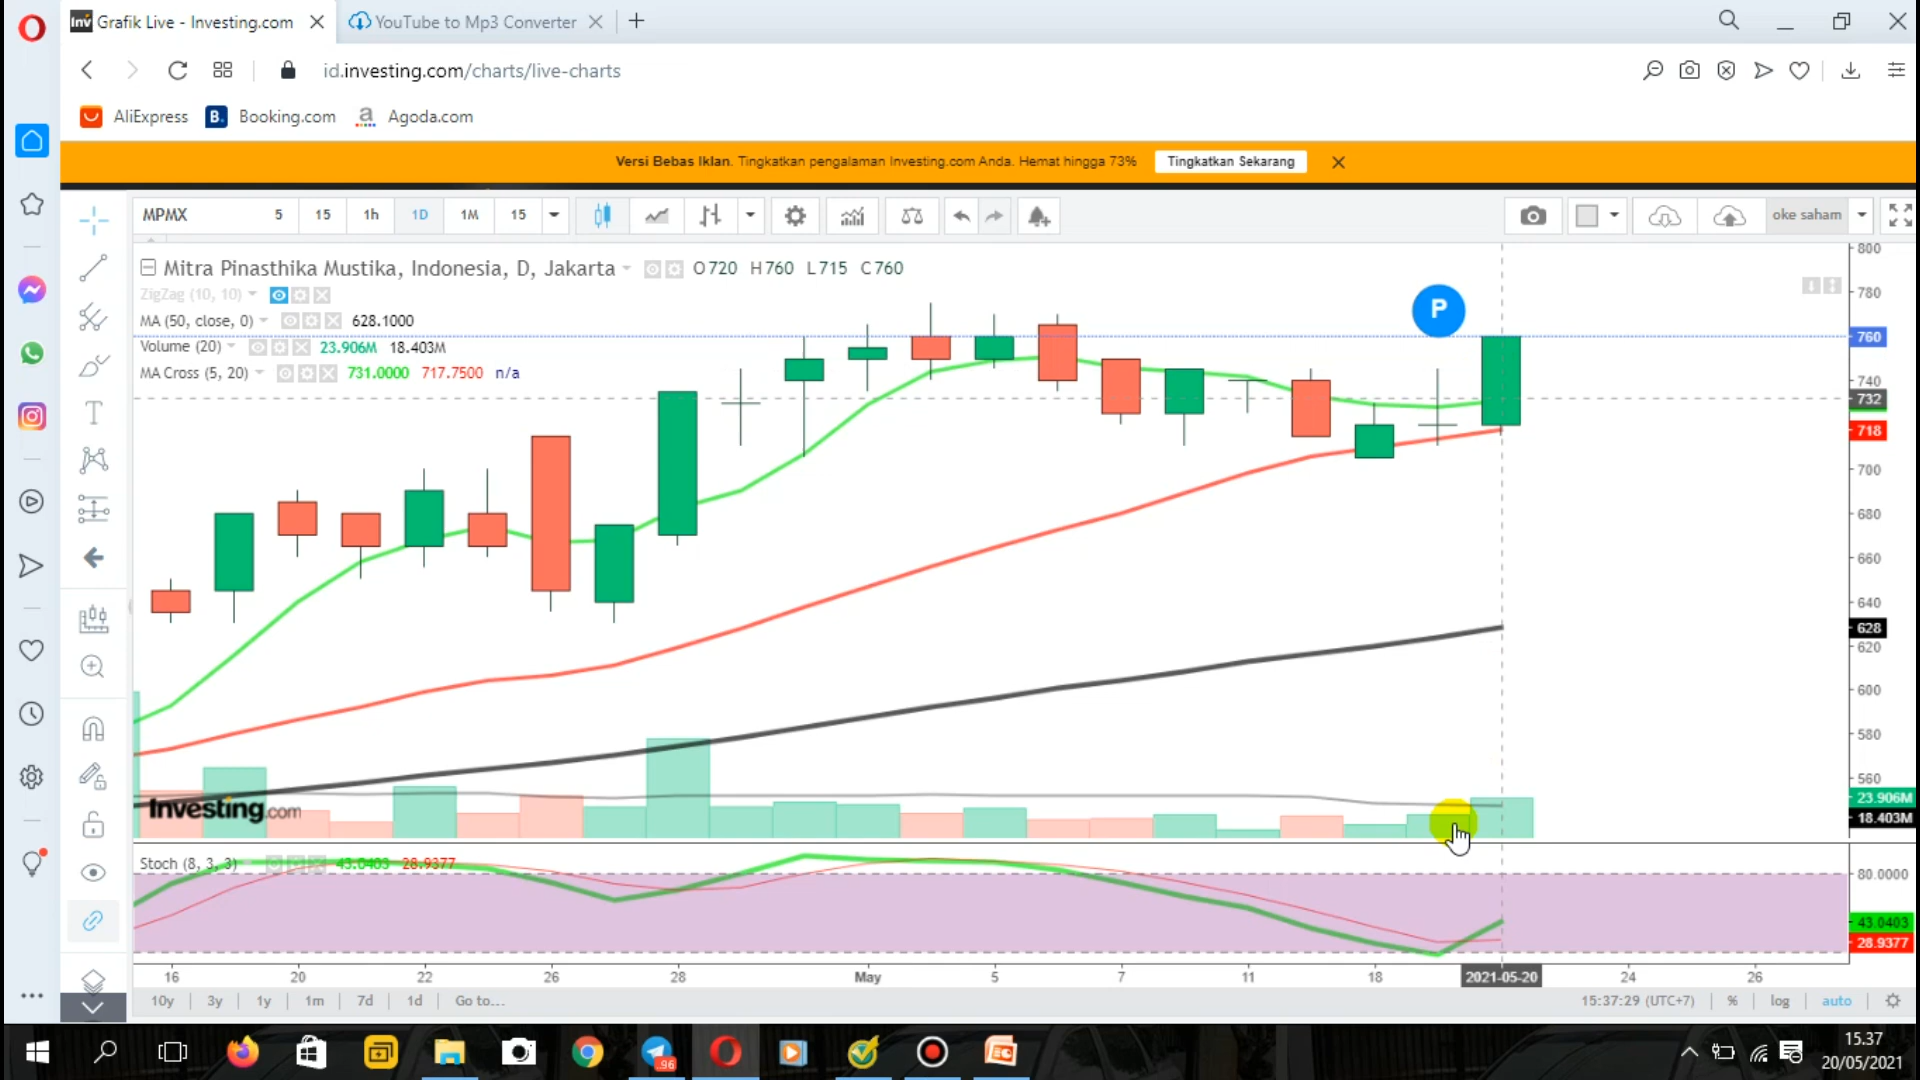 Grafik Live - Investing.com
YouTube to Mp3 Converter
id.investing.com/charts/live-charts
AliExpress
Booking.com
Agoda.com
Versi Bebas Iklan. Tingkatkan pengalaman Investing.com Anda. Hemat hingga 73%
Tingkatkan Sekarang
MPMX
5
15
1h
1D
1M
15
oke saham
Mitra Pinasthika Mustika, Indonesia, D, Jakarta
O720 H760 L715 C760
ZigZag (10, 10)
MA (50, close, 0) 628.1000
Volume (20) 23.906M 18.403M
MA Cross (5, 20) 731.0000 717.7500 n/a
P
800
780
760
740
732
718
700
680
660
640
628
620
600
580
560
23.906M
18.403M
Investing.com
Stoch (8, 3, 3) 43.0403 28.9377
80.0000
43.0403
28.9377
16 20 22 26 28 May 5 7 11 18 2021-05-20 24 26
10y 3y 1y 1m 7d 1d Go to...
15:37:29 (UTC+7) % log auto
96
15.37
20/05/2021